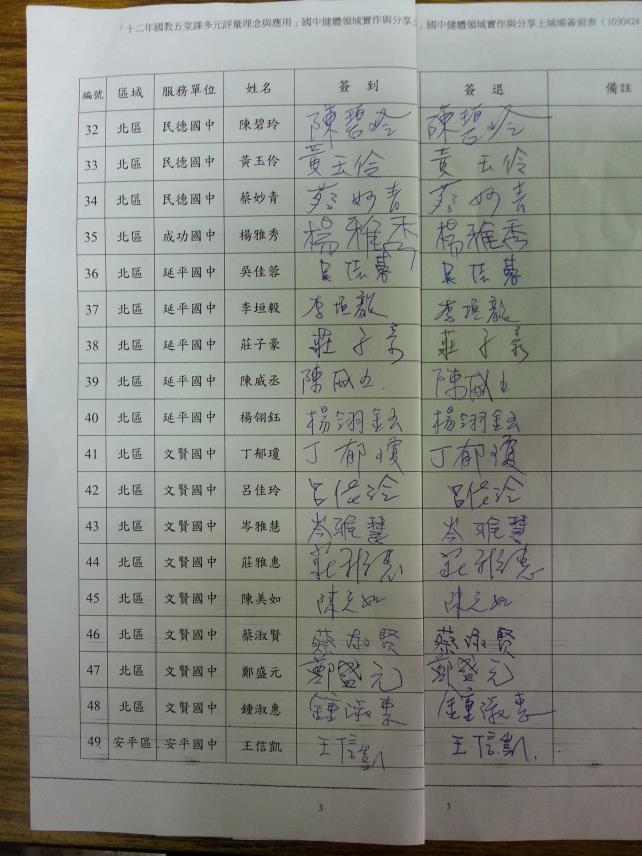 「十二年國教五堂課多元評量理念與應用」國中健體領域實作與分享土 」國中健體領域實作與分享土城場簽退表（1030424
編號 區域 服務單位 姓名 簽 到 簽 退 備註
32 北區 民德國中 陳碧玲 陳碧玲 陳碧玲
33 北區 民德國中 黃玉伶 黃玉伶 黃玉伶
34 北區 民德國中 蔡妙青 蔡妙青 蔡妙青
35 北區 成功國中 楊雅秀 楊雅秀 楊雅秀
36 北區 延平國中 吳佳蓉 吳佳蓉 吳佳蓉
37 北區 延平國中 李垣毅 李垣毅 李垣毅
38 北區 延平國中 莊子豪 莊子豪 莊子豪
39 北區 延平國中 陳威丞 陳威丞 陳威丞
40 北區 延平國中 楊翎鈺 楊翎鈺 楊翎鈺
41 北區 文賢國中 丁郁瓊 丁郁瓊 丁郁瓊
42 北區 文賢國中 呂佳玲 呂佳玲 呂佳玲
43 北區 文賢國中 岑雅慧 岑雅慧 岑雅慧
44 北區 文賢國中 莊雅惠 莊雅惠 莊雅惠
45 北區 文賢國中 陳美如 陳美如 陳美如
46 北區 文賢國中 蔡淑賢 蔡淑賢 蔡淑賢
47 北區 文賢國中 鄭盛元 鄭盛元 鄭盛元
48 北區 文賢國中 鍾淑惠 鍾淑惠 鍾淑惠
49 安平區 安平國中 王信凱 王信凱 王信凱
3 3